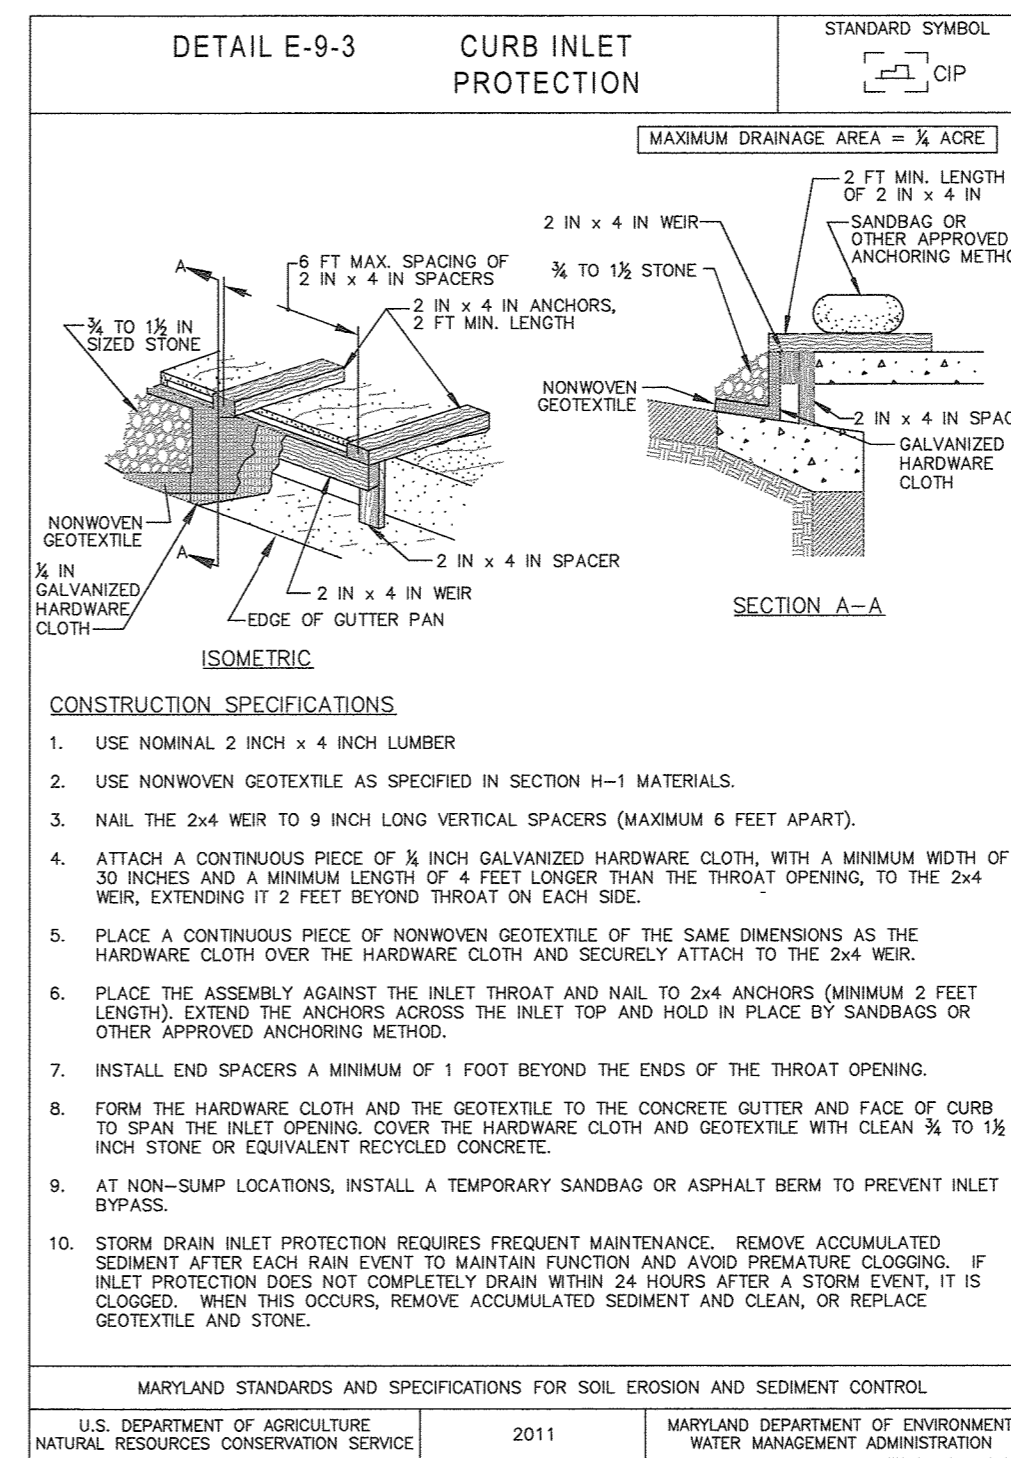 DETAIL E-9-3
CURB INLET
PROTECTION
STANDARD SYMBOL
CIP
MAXIMUM DRAINAGE AREA = ¼ ACRE
2 FT MIN. LENGTH
OF 2 IN x 4 IN
2 IN x 4 IN WEIR
SANDBAG OR
OTHER APPROVED
ANCHORING METHO
¾ TO 1½ STONE
A
6 FT MAX. SPACING OF
2 IN x 4 IN SPACERS
2 IN x 4 IN ANCHORS,
2 FT MIN. LENGTH
¾ TO 1½ IN
SIZED STONE
NONWOVEN
GEOTEXTILE
2 IN x 4 IN SPAC
GALVANIZED
HARDWARE
CLOTH
NONWOVEN
GEOTEXTILE
A
2 IN x 4 IN SPACER
¼ IN
GALVANIZED
HARDWARE
CLOTH
2 IN x 4 IN WEIR
EDGE OF GUTTER PAN
SECTION A-A
ISOMETRIC
CONSTRUCTION SPECIFICATIONS
1. USE NOMINAL 2 INCH x 4 INCH LUMBER
2. USE NONWOVEN GEOTEXTILE AS SPECIFIED IN SECTION H-1 MATERIALS.
3. NAIL THE 2x4 WEIR TO 9 INCH LONG VERTICAL SPACERS (MAXIMUM 6 FEET APART).
4. ATTACH A CONTINUOUS PIECE OF ¼ INCH GALVANIZED HARDWARE CLOTH, WITH A MINIMUM WIDTH OF
30 INCHES AND A MINIMUM LENGTH OF 4 FEET LONGER THAN THE THROAT OPENING, TO THE 2x4
WEIR, EXTENDING IT 2 FEET BEYOND THROAT ON EACH SIDE.
5. PLACE A CONTINUOUS PIECE OF NONWOVEN GEOTEXTILE OF THE SAME DIMENSIONS AS THE
HARDWARE CLOTH OVER THE HARDWARE CLOTH AND SECURELY ATTACH TO THE 2x4 WEIR.
6. PLACE THE ASSEMBLY AGAINST THE INLET THROAT AND NAIL TO 2x4 ANCHORS (MINIMUM 2 FEET
LENGTH). EXTEND THE ANCHORS ACROSS THE INLET TOP AND HOLD IN PLACE BY SANDBAGS OR
OTHER APPROVED ANCHORING METHOD.
7. INSTALL END SPACERS A MINIMUM OF 1 FOOT BEYOND THE ENDS OF THE THROAT OPENING.
8. FORM THE HARDWARE CLOTH AND THE GEOTEXTILE TO THE CONCRETE GUTTER AND FACE OF CURB
TO SPAN THE INLET OPENING. COVER THE HARDWARE CLOTH AND GEOTEXTILE WITH CLEAN ¾ TO 1½
INCH STONE OR EQUIVALENT RECYCLED CONCRETE.
9. AT NON-SUMP LOCATIONS, INSTALL A TEMPORARY SANDBAG OR ASPHALT BERM TO PREVENT INLET
BYPASS.
10. STORM DRAIN INLET PROTECTION REQUIRES FREQUENT MAINTENANCE. REMOVE ACCUMULATED
SEDIMENT AFTER EACH RAIN EVENT TO MAINTAIN FUNCTION AND AVOID PREMATURE CLOGGING. IF
INLET PROTECTION DOES NOT COMPLETELY DRAIN WITHIN 24 HOURS AFTER A STORM EVENT, IT IS
CLOGGED. WHEN THIS OCCURS, REMOVE ACCUMULATED SEDIMENT AND CLEAN, OR REPLACE
GEOTEXTILE AND STONE.
MARYLAND STANDARDS AND SPECIFICATIONS FOR SOIL EROSION AND SEDIMENT CONTROL
U.S. DEPARTMENT OF AGRICULTURE
NATURAL RESOURCES CONSERVATION SERVICE
2011
MARYLAND DEPARTMENT OF ENVIRONMENT
WATER MANAGEMENT ADMINISTRATION